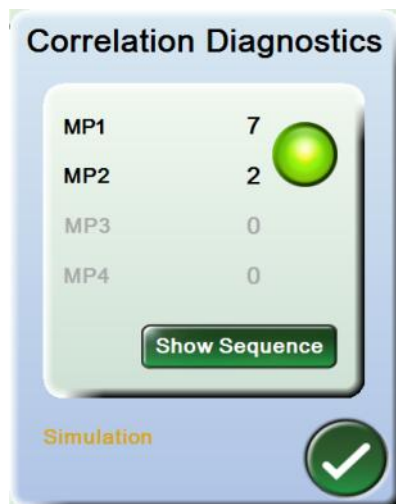 Correlation Diagnostics
MP1 7
MP2 2
MP3 0
MP4 0
Show Sequence
Simulation